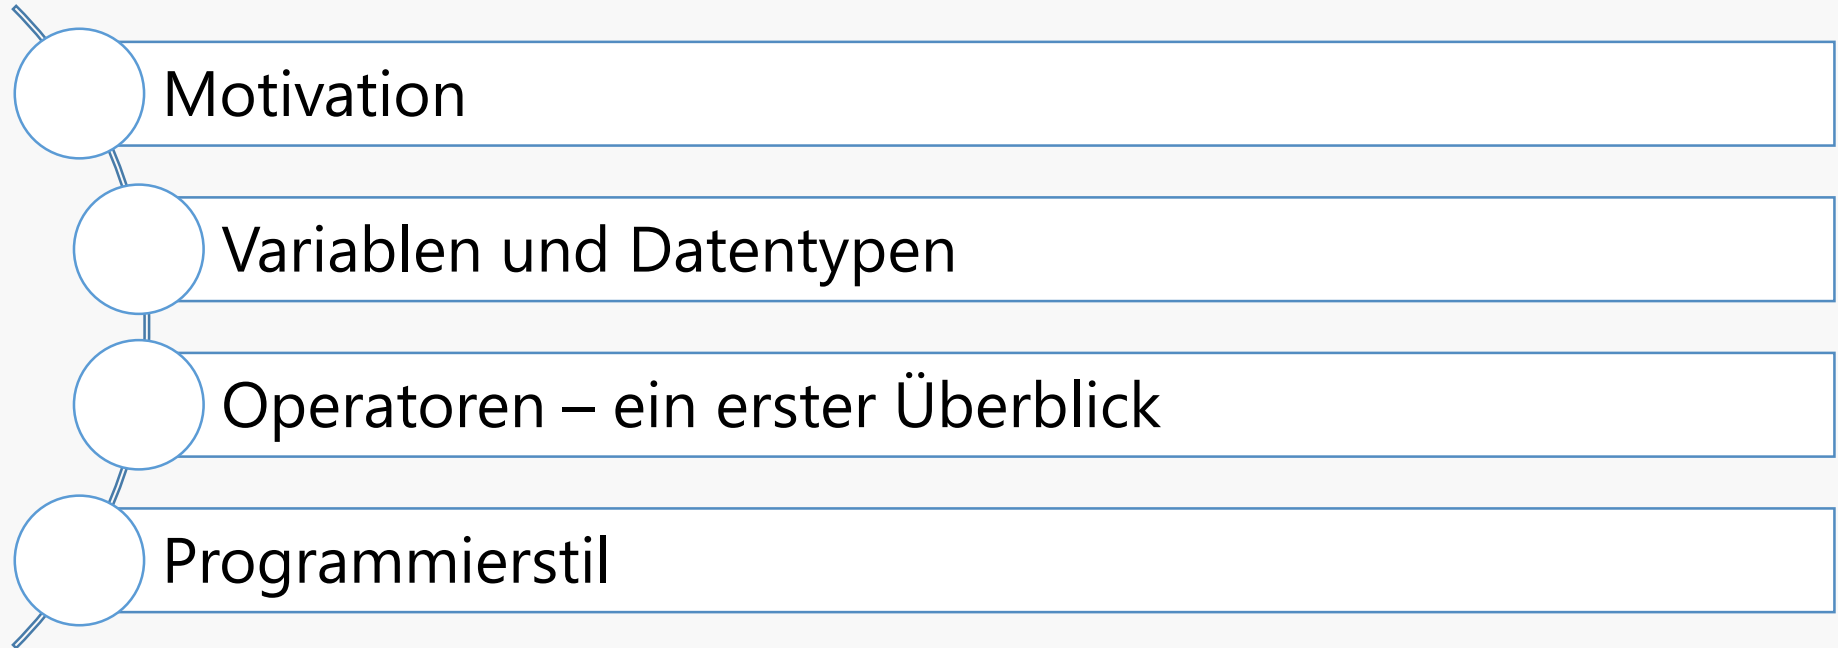 Motivation
Variablen und Datentypen
Operatoren – ein erster Überblick
Programmierstil